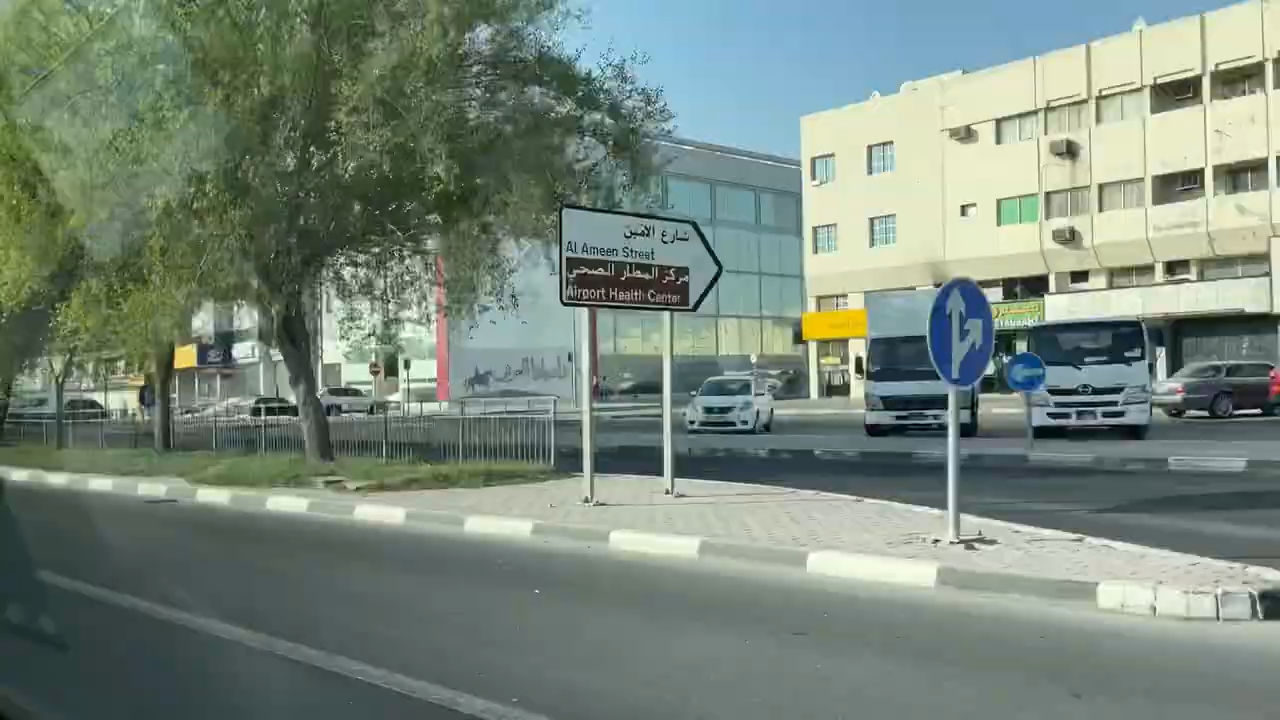 شارع الامين
Al Ameen Street
مركز المطار الصحي
Airport Health Center